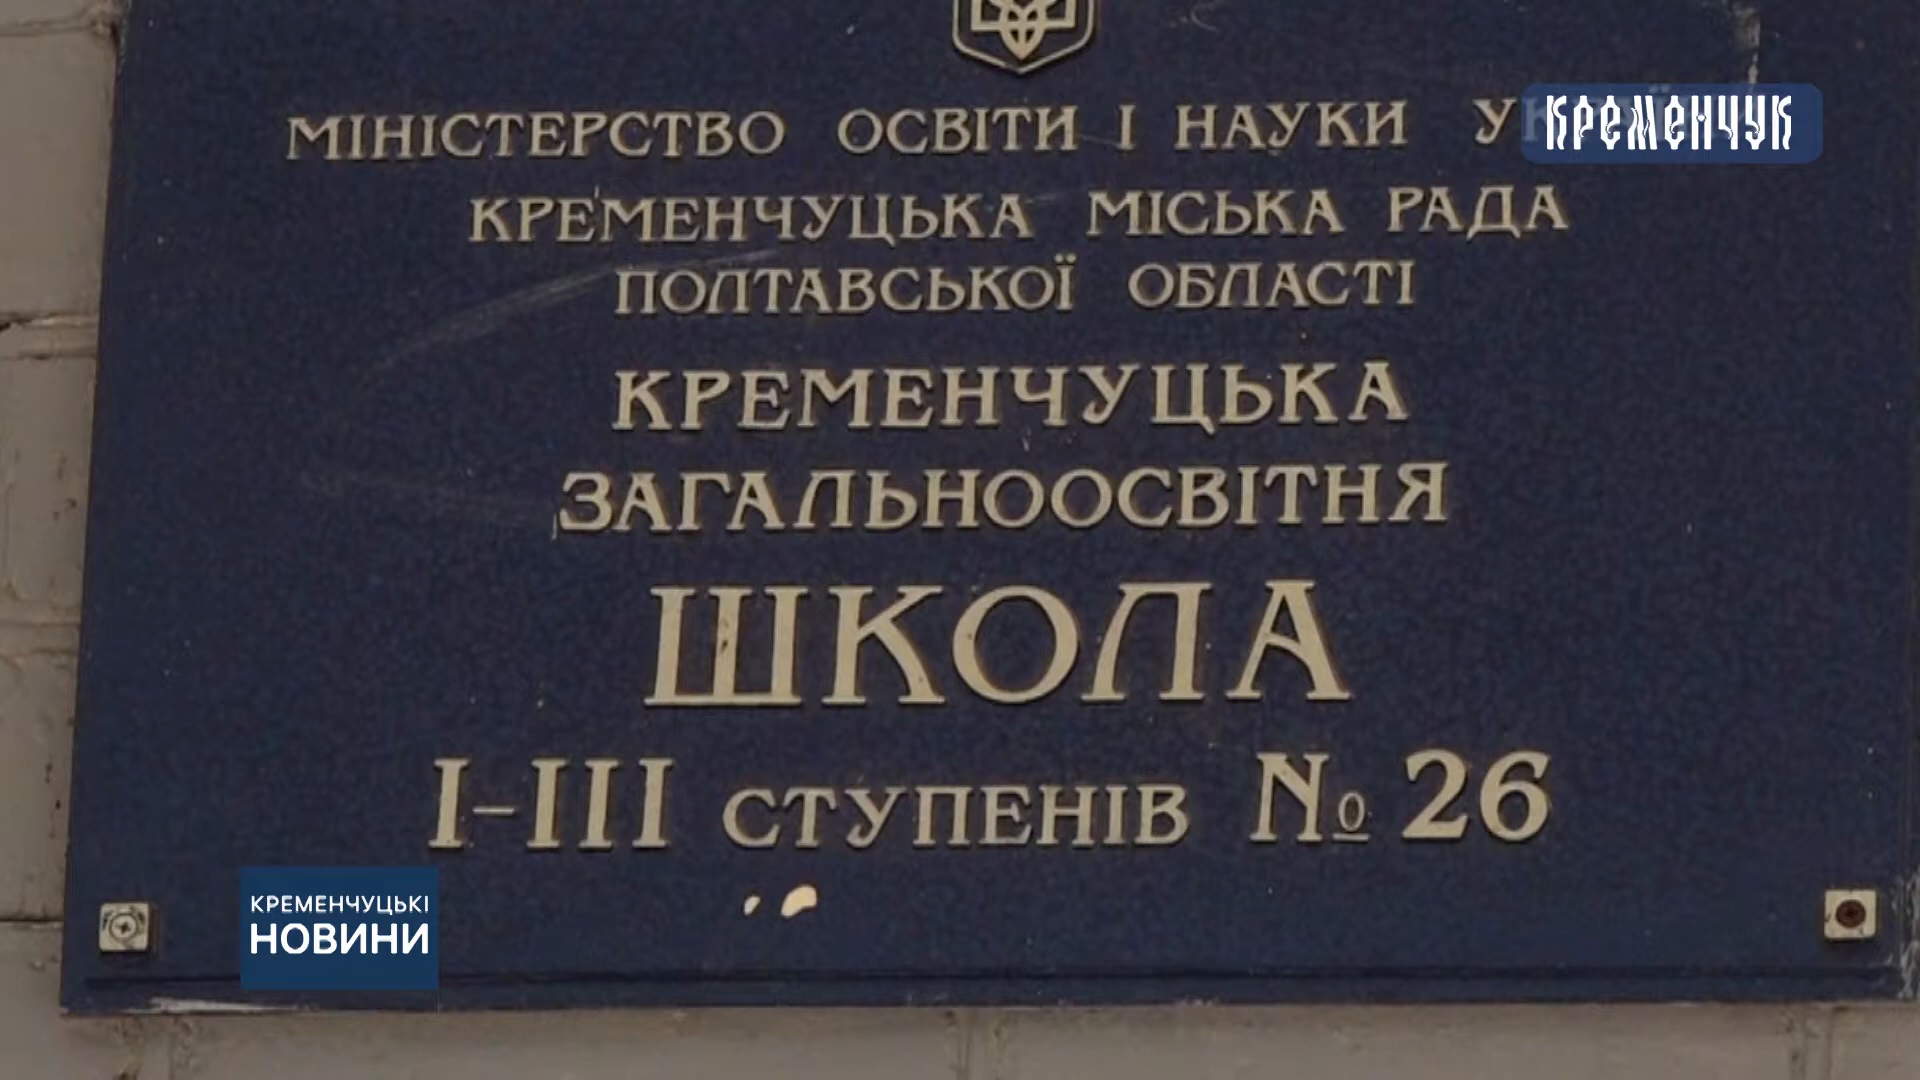 МІНІСТЕРСТВО ОСВІТИ І НАУКИ
КРЕМЕНЧУК
КРЕМЕНЧУЦЬКА МІСЬКА РАДА
ПОЛТАВСЬКОЇ ОБЛАСТІ
КРЕМЕНЧУЦЬКА
ЗАГАЛЬНООСВІТНЯ
ШКОЛА
І-ІІІ СТУПЕНІВ № 26
КРЕМЕНЧУЦЬКІ
НОВИНИ